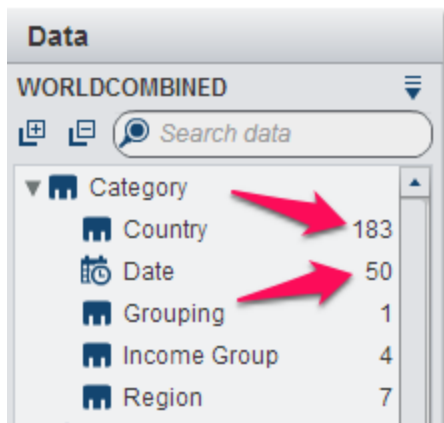 Data
WORLDCOMBINED
Search data
Category
Country 183
Date 50
Grouping 1
Income Group 4
Region 7